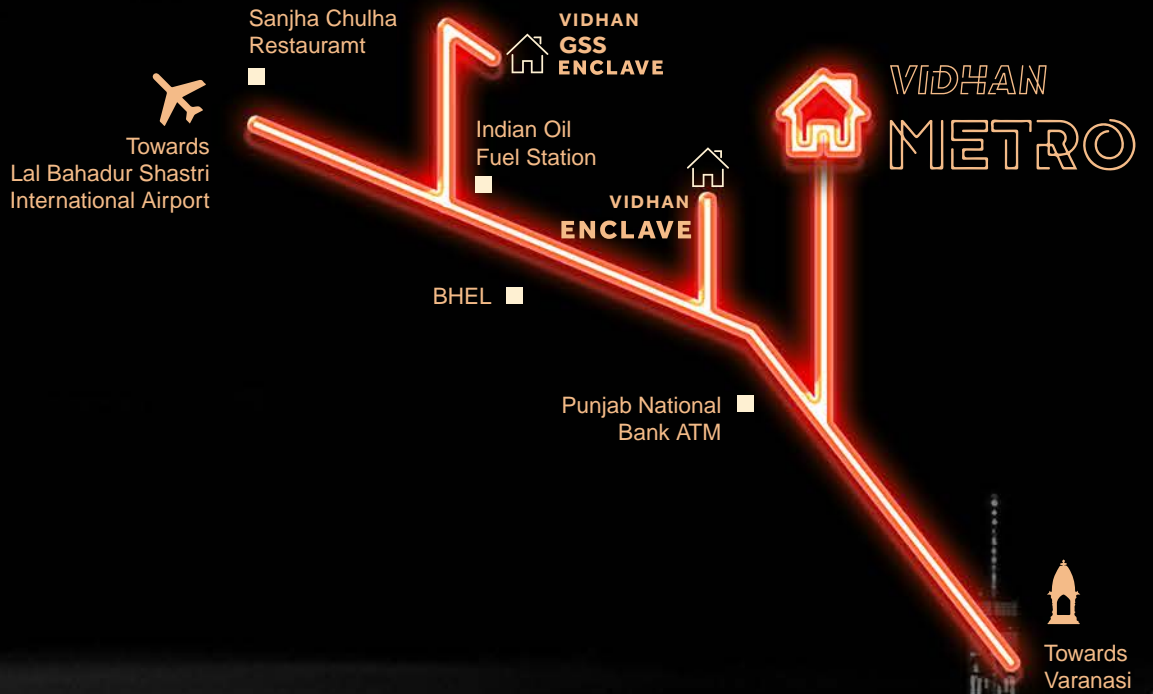 Sanjha Chulha
Restauramt
VIDHAN
GSS
ENCLAVE
VIDHAN
METRO
Towards
Lal Bahadur Shastri
International Airport
Indian Oil
Fuel Station
VIDHAN
ENCLAVE
BHEL
Punjab National
Bank ATM
Towards
Varanasi